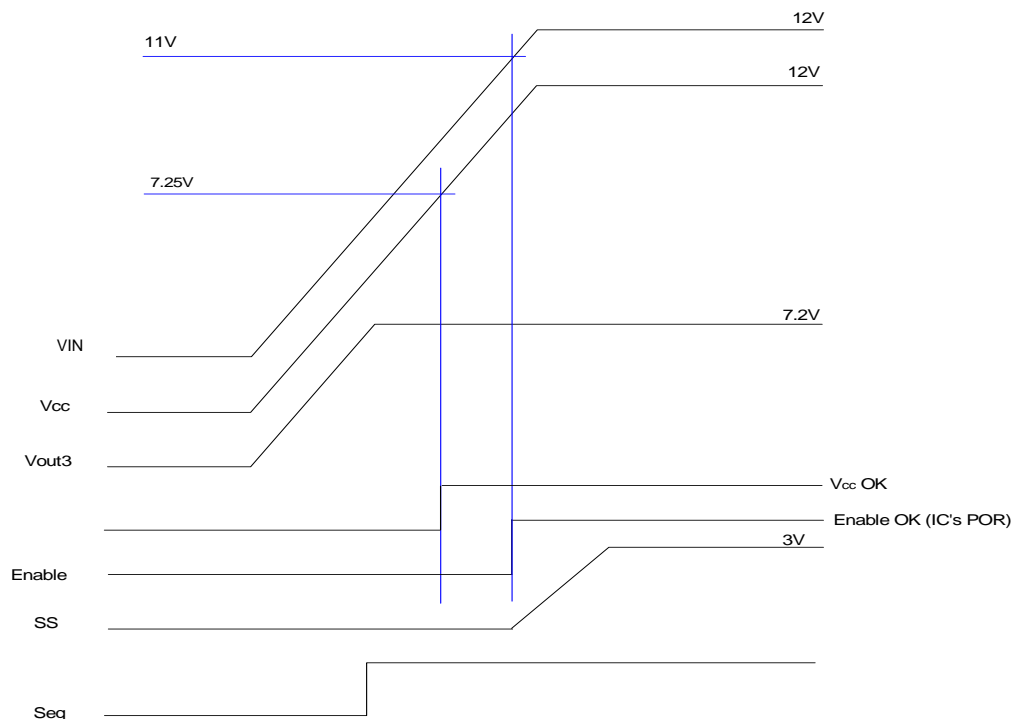 12V
11V
12V
7.25V
7.2V
VIN
Vcc
Vout3
Vcc OK
Enable OK (IC's POR)
3V
Enable
SS
Seq